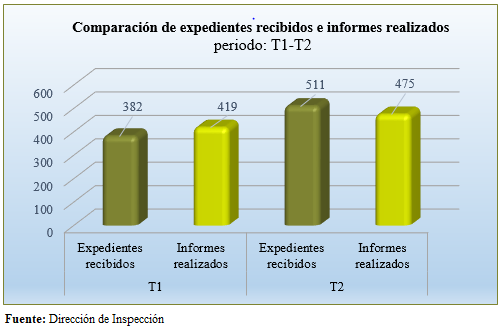 Comparación de expedientes recibidos e informes realizados
periodo: T1-T2
382
419
511
475
600
500
400
300
200
100
0
Expedientes recibidos
Informes realizados
Expedientes recibidos
Informes realizados
T1
T2
Fuente: Dirección de Inspección